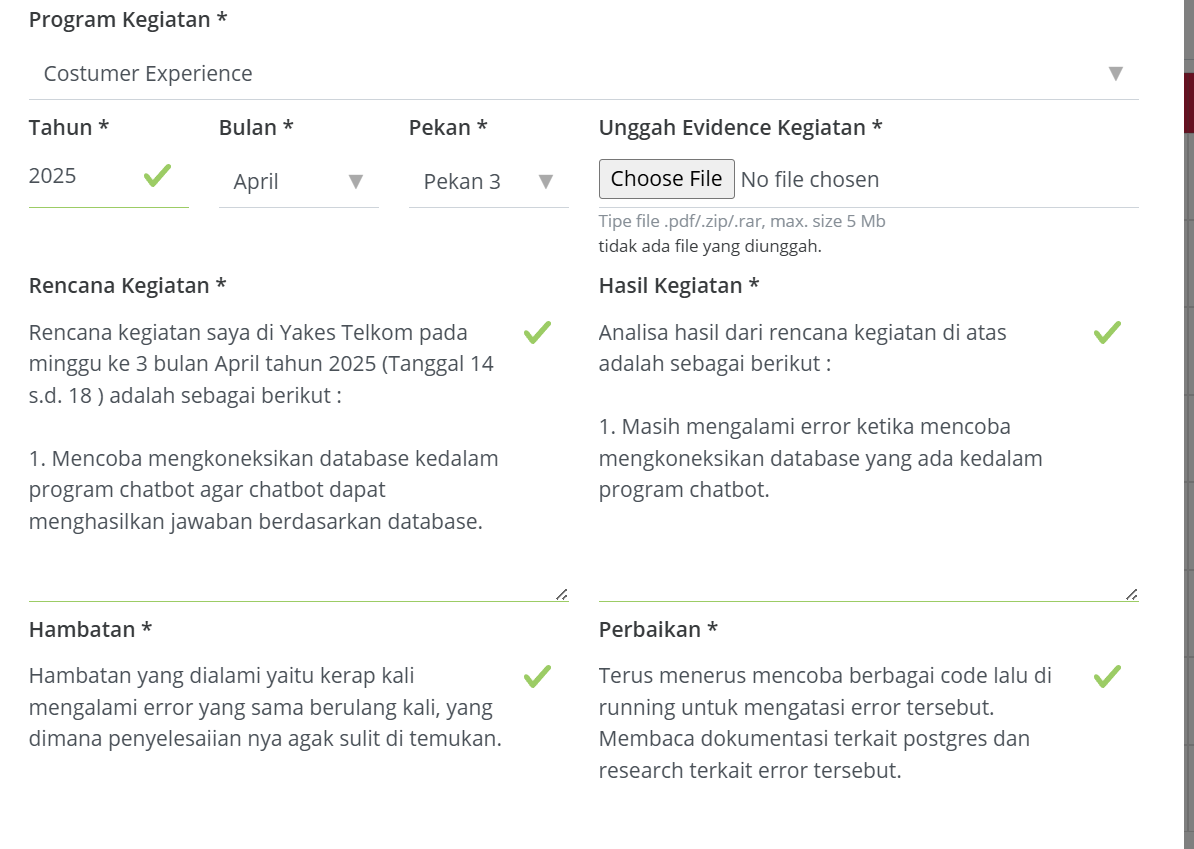 Program Kegiatan *
Costumer Experience
Tahun *
Bulan *
Pekan *
Unggah Evidence Kegiatan *
2025
April
Pekan 3
Choose File No file chosen
Tipe file .pdf/.zip/.rar, max. size 5 Mb
tidak ada file yang diunggah.
Rencana Kegiatan *
Rencana kegiatan saya di Yakes Telkom pada
minggu ke 3 bulan April tahun 2025 (Tanggal 14
s.d. 18 ) adalah sebagai berikut :
1. Mencoba mengkoneksikan database kedalam
program chatbot agar chatbot dapat
menghasilkan jawaban berdasarkan database.
Hasil Kegiatan *
Analisa hasil dari rencana kegiatan di atas
adalah sebagai berikut :
1. Masih mengalami error ketika mencoba
mengkoneksikan database yang ada kedalam
program chatbot.
Hambatan *
Hambatan yang dialami yaitu kerap kali
mengalami error yang sama berulang kali, yang
dimana penyelesaiian nya agak sulit di temukan.
Perbaikan *
Terus menerus mencoba berbagai code lalu di
running untuk mengatasi error tersebut.
Membaca dokumentasi terkait postgres dan
research terkait error tersebut.